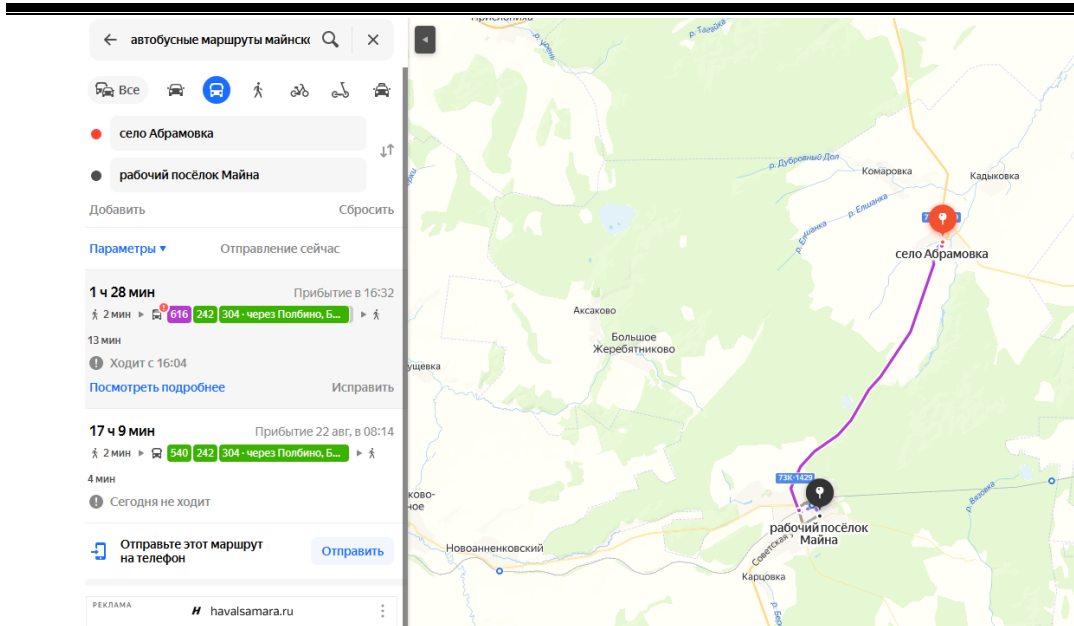 автобусные маршруты майнск
Все
село Абрамовка
рабочий посёлок Майна
Добавить
Сбросить
Параметры
Отправление сейчас
1 ч 28 мин
Прибытие в 16:32
2 мин 616 242 304 · через Полбино, Б...
13 мин
Ходит с 16:04
Посмотреть подробнее
Исправить
17 ч 9 мин
Прибытие 22 авг, в 08:14
2 мин 540 242 304 · через Полбино, Б...
4 мин
Сегодня не ходит
Отправьте этот маршрут
на телефон
Отправить
РЕКЛАМА
H havalsamara.ru
р. Урень
р. Тагайка
р. Дубровный Дол
Комаровка
Кадыковка
р. Елшанка
р. Елшанка
село Абрамовка
Аксаково
Большое
Жеребятниково
73К-1429
р. Вязовка
рабочий посёлок
Майна
Новоанненковский
Советская
Карцовка